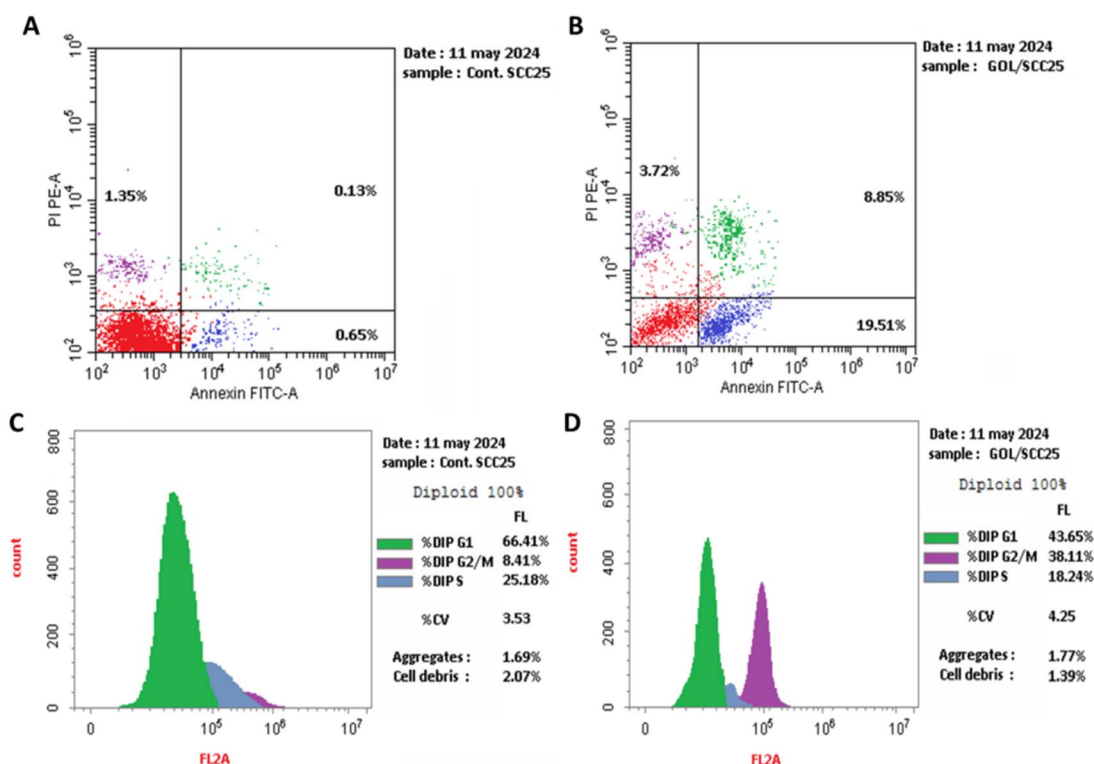 A
Date : 11 may 2024
sample : Cont. SCC25
10^6
10^5
10^4
10^3
10^2
PI PE-A
1.35%
0.13%
0.65%
10^2 10^3 10^4 10^5 10^6 10^7
Annexin FITC-A
B
Date : 11 may 2024
sample : GOL/SCC25
10^6
10^5
10^4
10^3
10^2
PI PE-A
3.72%
8.85%
19.51%
10^2 10^3 10^4 10^5 10^6 10^7
Annexin FITC-A
C
800
600
400
200
0
count
0 10^5 10^6 10^7
FL2A
Date : 11 may 2024
sample : Cont. SCC25
Diploid 100%
FL
%DIP G1 66.41%
%DIP G2/M 8.41%
%DIP S 25.18%
%CV 3.53
Aggregates : 1.69%
Cell debris : 2.07%
D
800
600
400
200
0
count
0 10^5 10^6 10^7
FL2A
Date : 11 may 2024
sample : GOL/SCC25
Diploid 100%
FL
%DIP G1 43.65%
%DIP G2/M 38.11%
%DIP S 18.24%
%CV 4.25
Aggregates : 1.77%
Cell debris : 1.39%